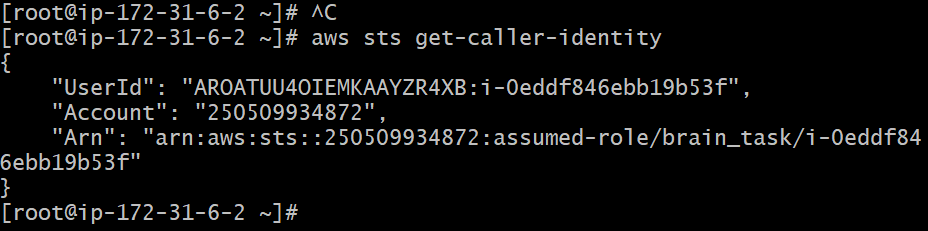 [root@ip-172-31-6-2 ~]# ^C
[root@ip-172-31-6-2 ~]# aws sts get-caller-identity
{
    "UserId": "AROATUU4OIEMKAAYZR4XB:i-0eddf846ebb19b53f",
    "Account": "250509934872",
    "Arn": "arn:aws:sts::250509934872:assumed-role/brain_task/i-0eddf84
6ebb19b53f"
}
[root@ip-172-31-6-2 ~]#